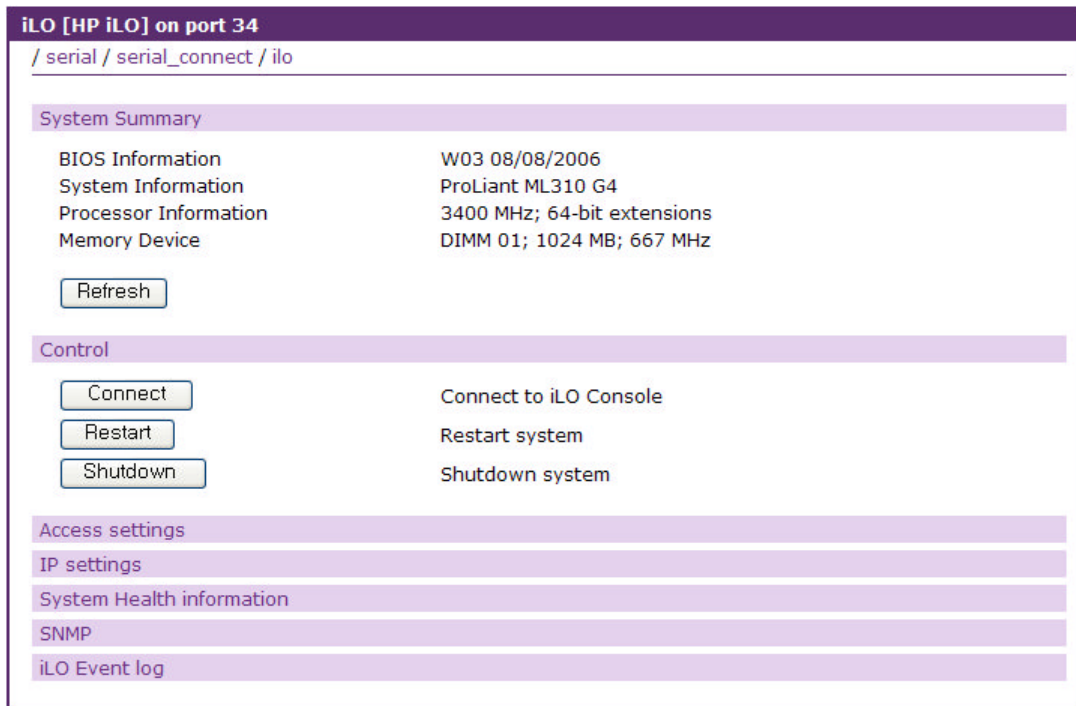 iLO [HP iLO] on port 34
/ serial / serial_connect / ilo
System Summary
BIOS Information W03 08/08/2006
System Information ProLiant ML310 G4
Processor Information 3400 MHz; 64-bit extensions
Memory Device DIMM 01; 1024 MB; 667 MHz
Refresh
Control
Connect Connect to iLO Console
Restart Restart system
Shutdown Shutdown system
Access settings
IP settings
System Health information
SNMP
iLO Event log